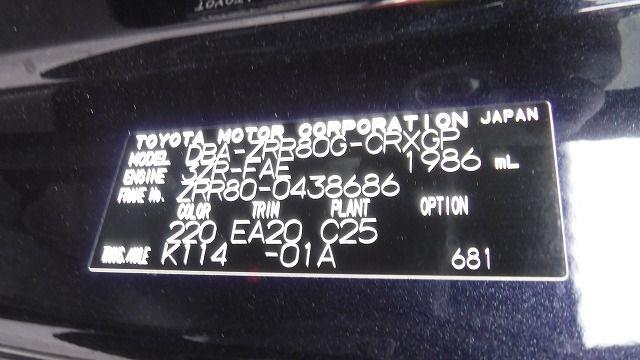 TOYOTA MOTOR CORPORATION JAPAN
MODEL DBA-ZRR80G-CRXGP
ENGINE 3ZR-FAE 1986 mL
FRAME No. ZRR80-0438686
COLOR TRIM PLANT OPTION
220 EA20 C25
TRANS./AXLE K114 -01A 681